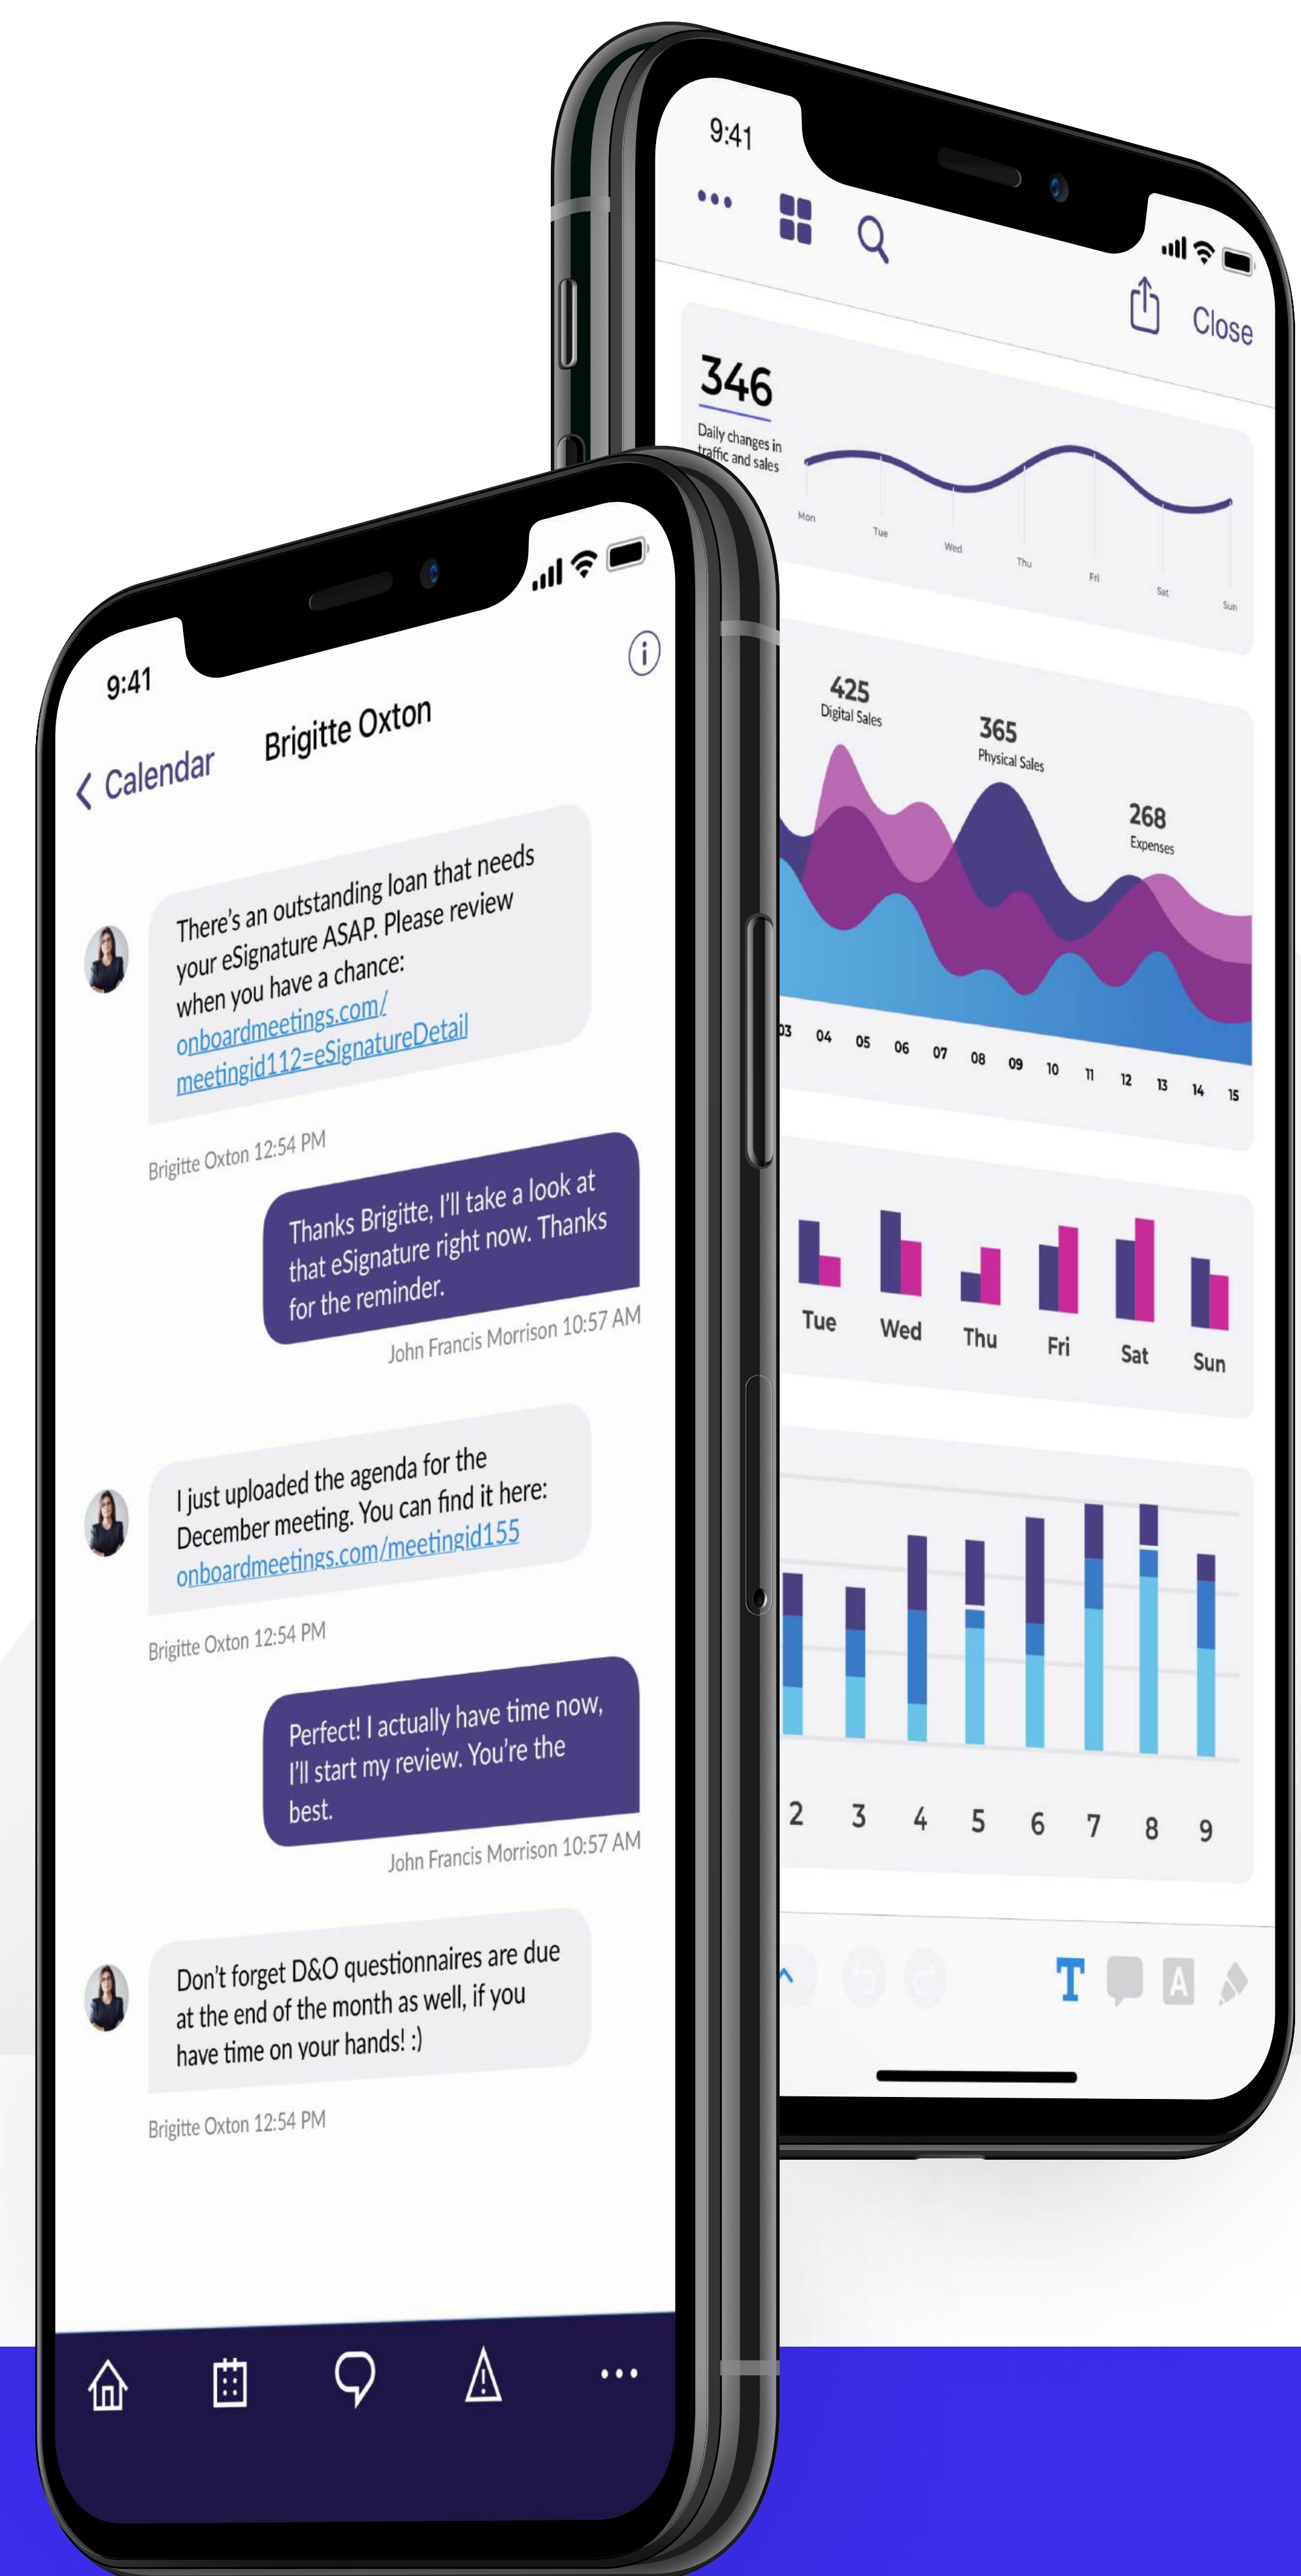 9:41
Close
346
Daily changes in
traffic and sales
Mon
Tue
Wed
Thu
Fri
Sat
Sun
425
Digital Sales
365
Physical Sales
268
Expenses
03 04 05 06 07 08 09 10 11 12 13 14 15
Tue Wed Thu Fri Sat Sun
2 3 4 5 6 7 8 9
T A
9:41
Calendar
Brigitte Oxton
There's an outstanding loan that needs
your eSignature ASAP. Please review
when you have a chance:
onboardmeetings.com/
meetingid112=eSignatureDetail
Brigitte Oxton 12:54 PM
Thanks Brigitte, I'll take a look at
that eSignature right now. Thanks
for the reminder.
John Francis Morrison 10:57 AM
I just uploaded the agenda for the
December meeting. You can find it here:
onboardmeetings.com/meetingid155
Brigitte Oxton 12:54 PM
Perfect! I actually have time now,
I'll start my review. You're the
best.
John Francis Morrison 10:57 AM
Don't forget D&O questionnaires are due
at the end of the month as well, if you
have time on your hands! :)
Brigitte Oxton 12:54 PM